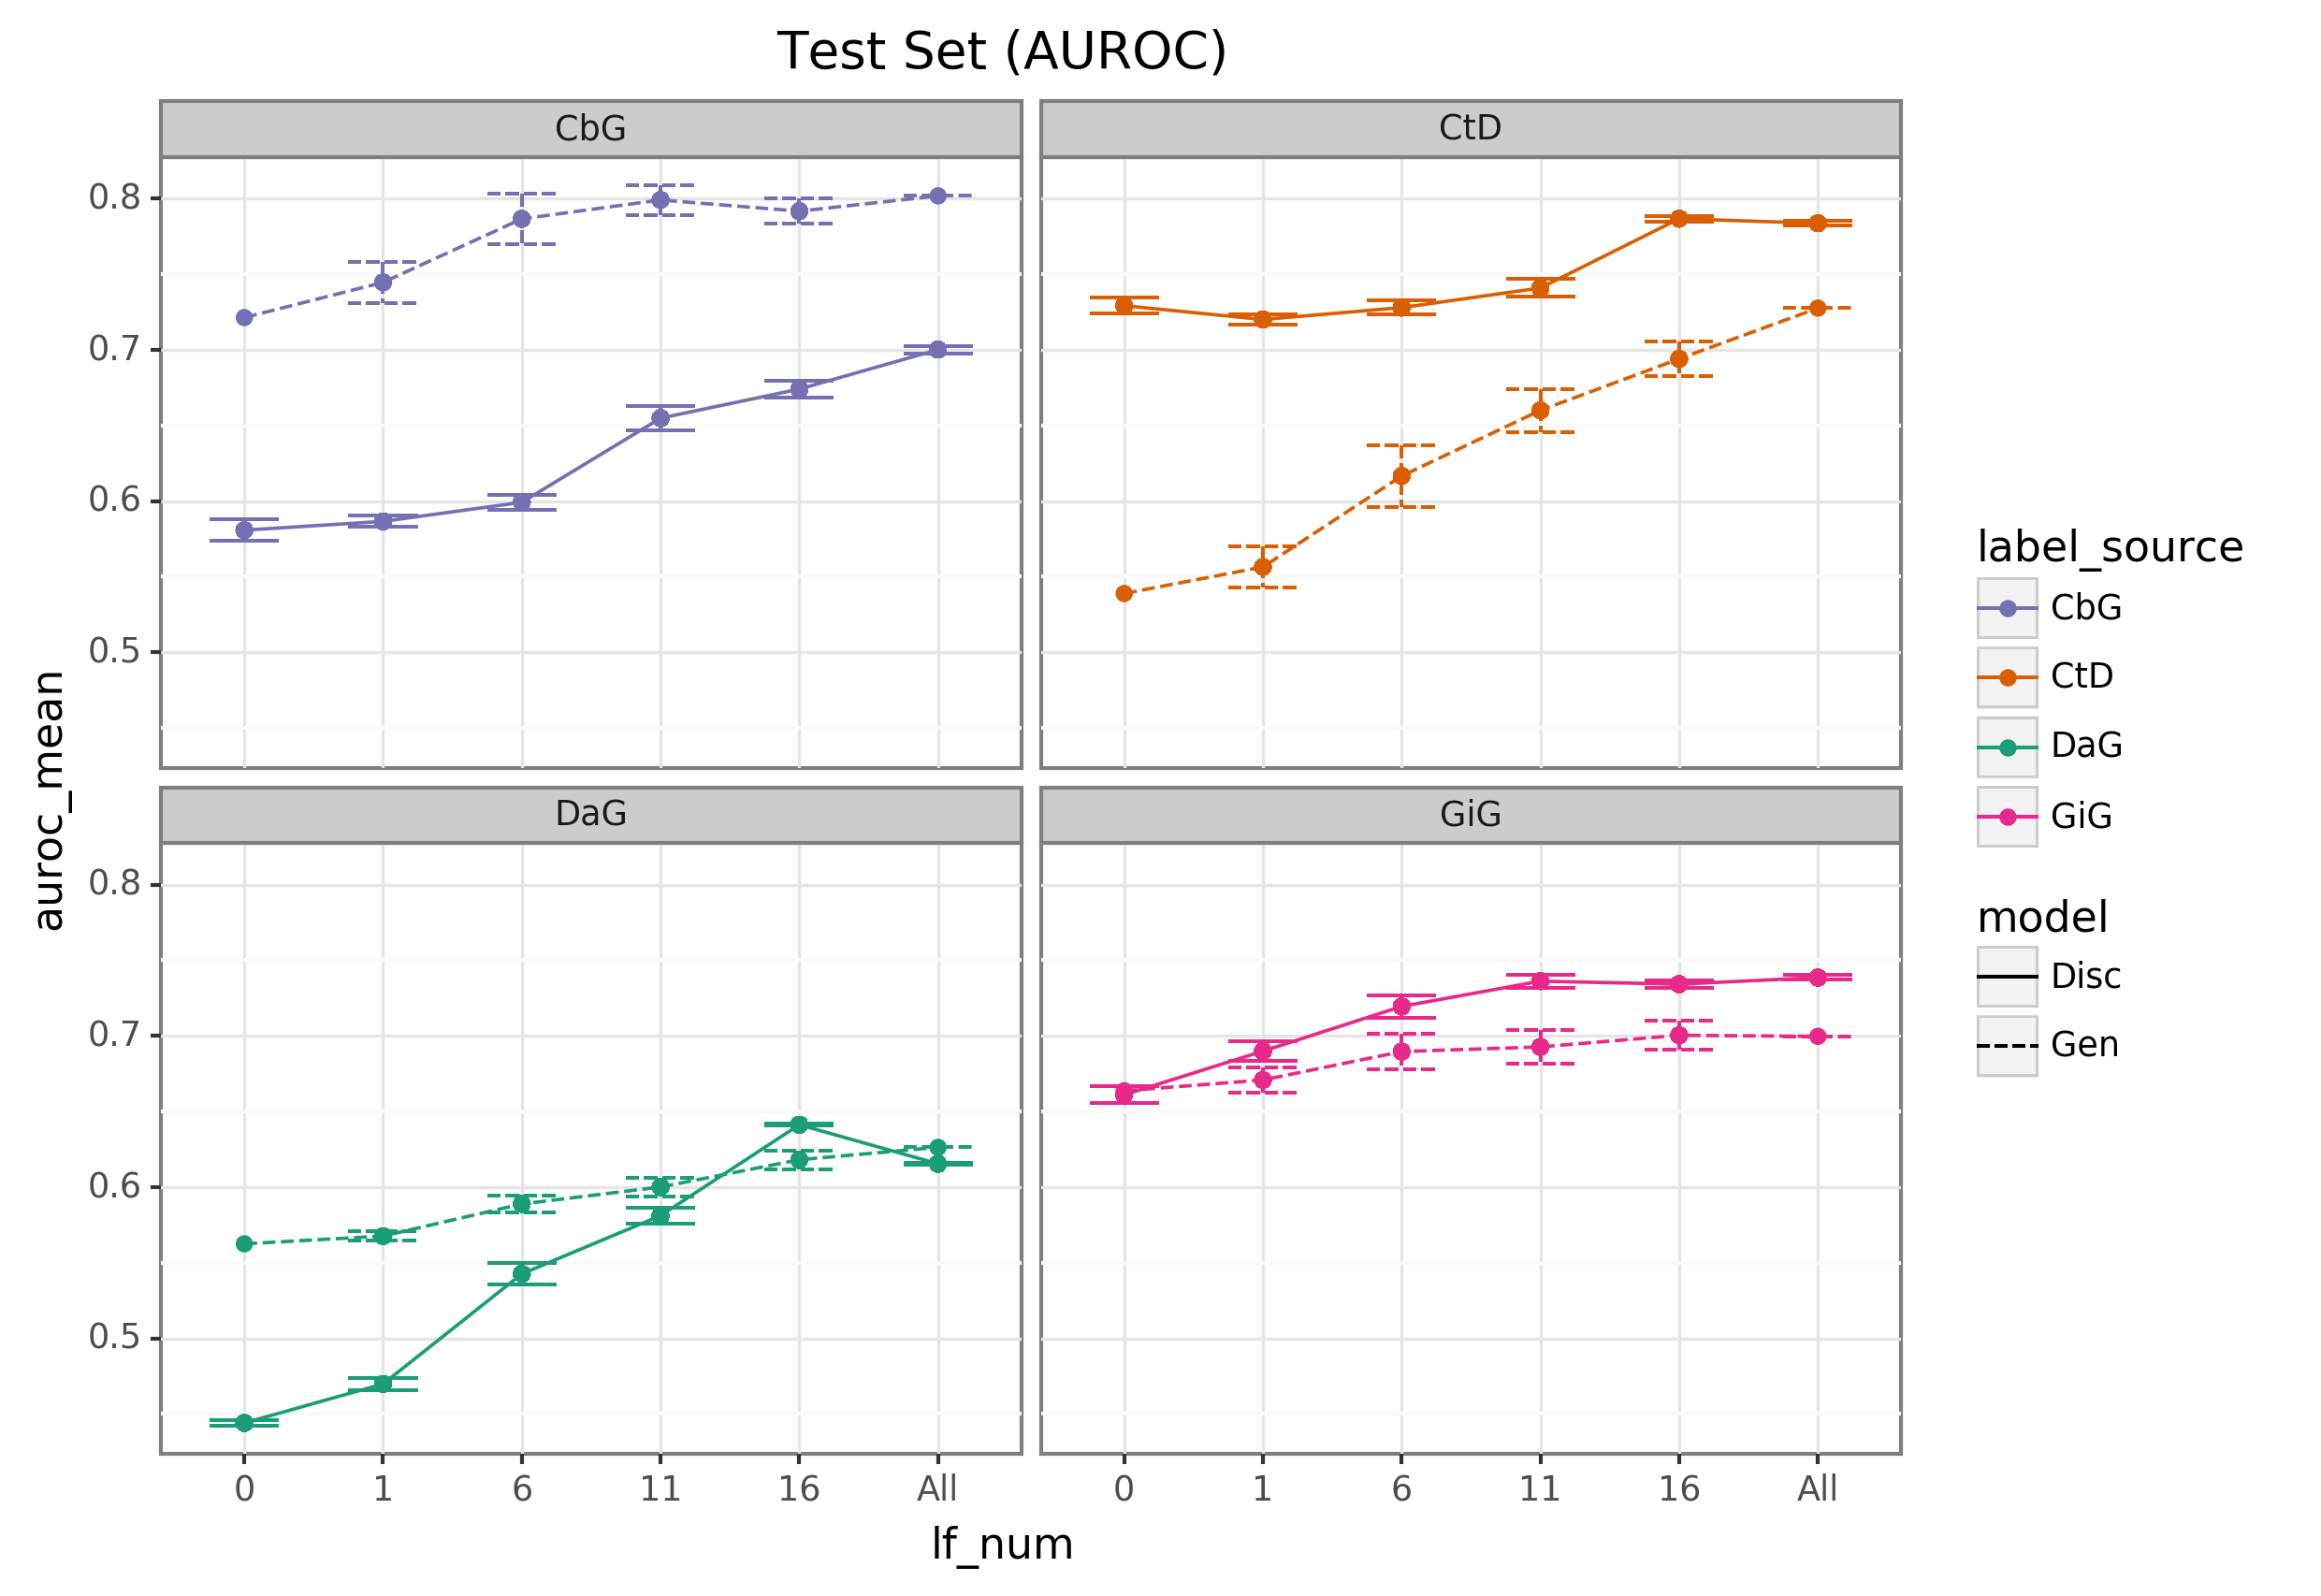 Test Set (AUROC)
CbG
CtD
0.8
0.7
0.6
0.5
DaG
GiG
0.8
0.7
0.6
0.5
0 1 6 11 16 All
0 1 6 11 16 All
auroc_mean
lf_num
label_source
CbG
CtD
DaG
GiG
model
Disc
Gen